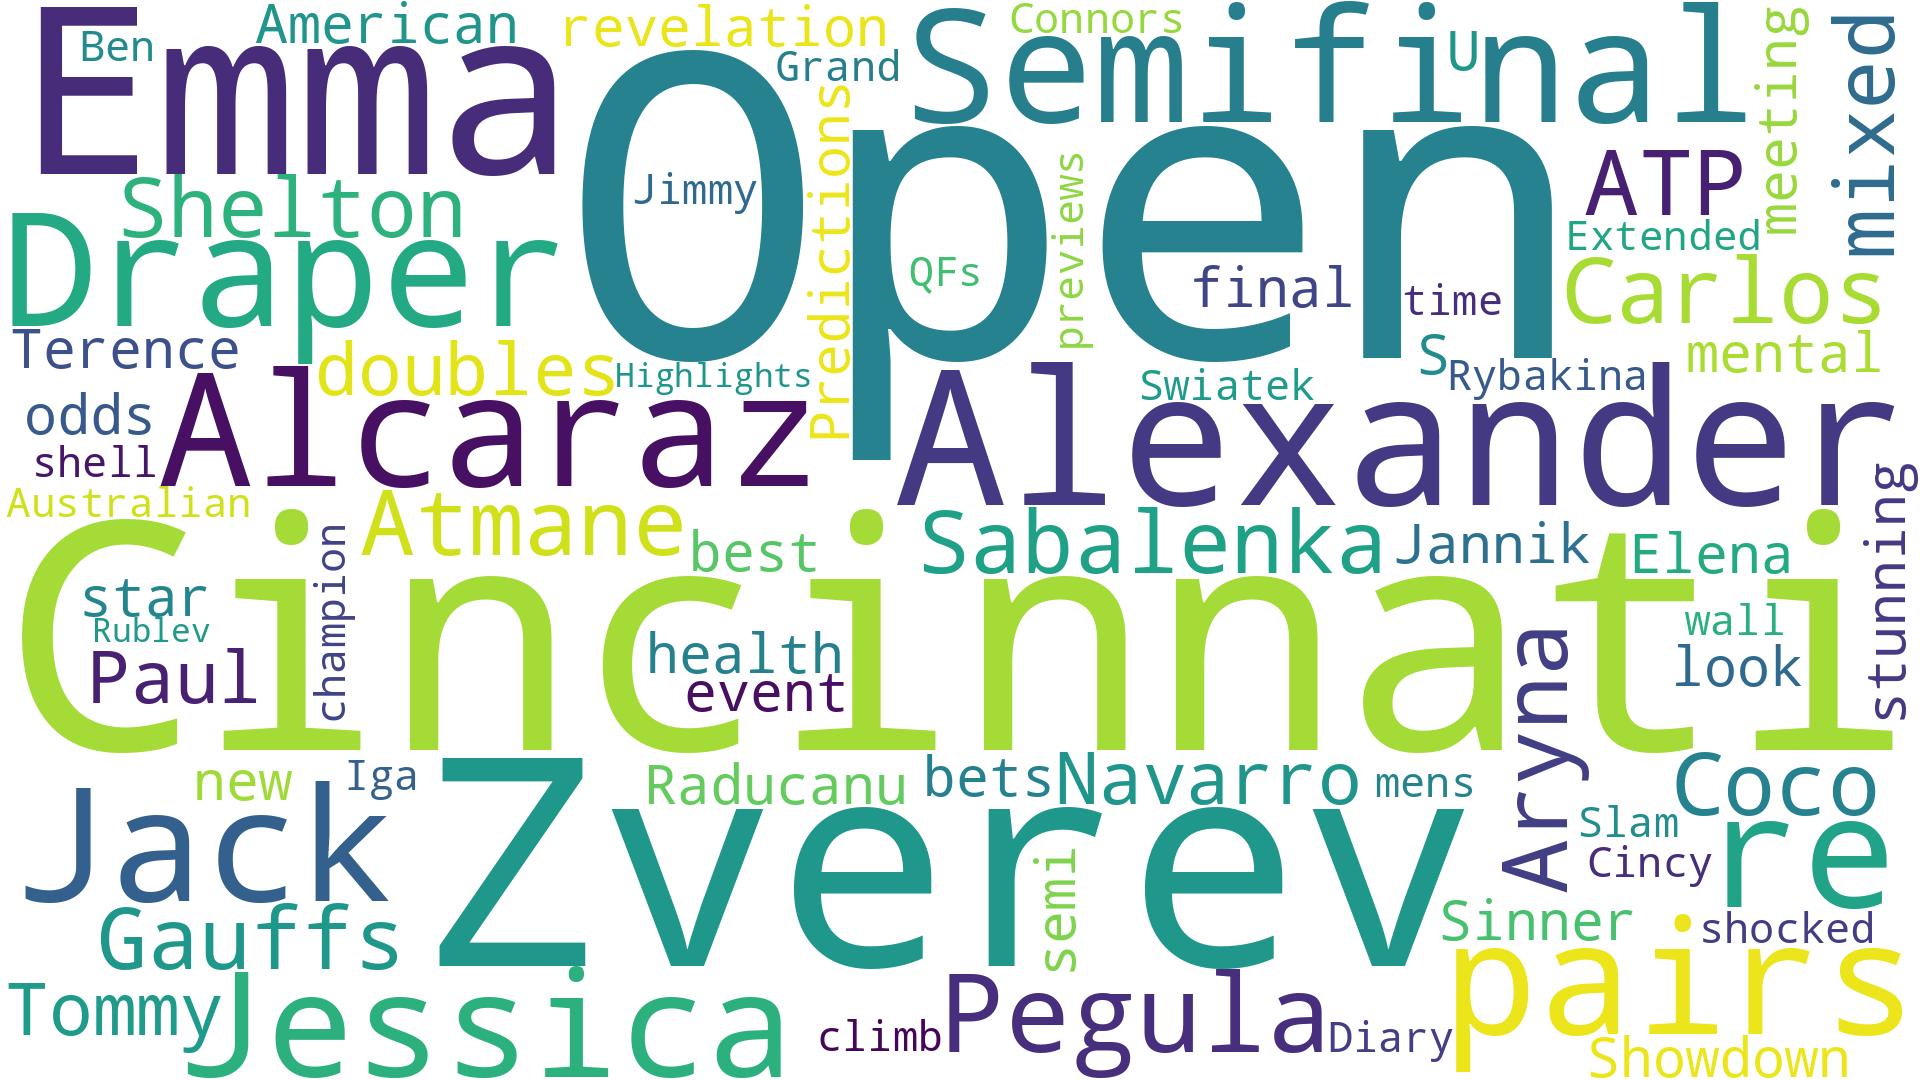 Emma
Open
Semifinal
American
revelation
Connors
Ben
Grand
U
meeting
mixed
Shelton
Jimmy
Predictions
previews
ATP
Draper
Extended
QFs
final
time
Carlos
Terence
doubles
Highlights
S
Rybakina
mental
Swiatek
odds
Alcaraz
Alexander
shell
Australian
Atmane
best
Sabalenka
Jannik
Elena
stunning
Cincinnati
champion
star
Rublev
health
wall
Paul
event
look
Aryna
new
Iga
Zverev
Raducanu
bets
Navarro
mens
Coco
Jack
Slam
re
Cincy
semi
Gauffs
Sinner
shocked
pairs
Tommy
Jessica
climb
Pegula
Diary
Showdown